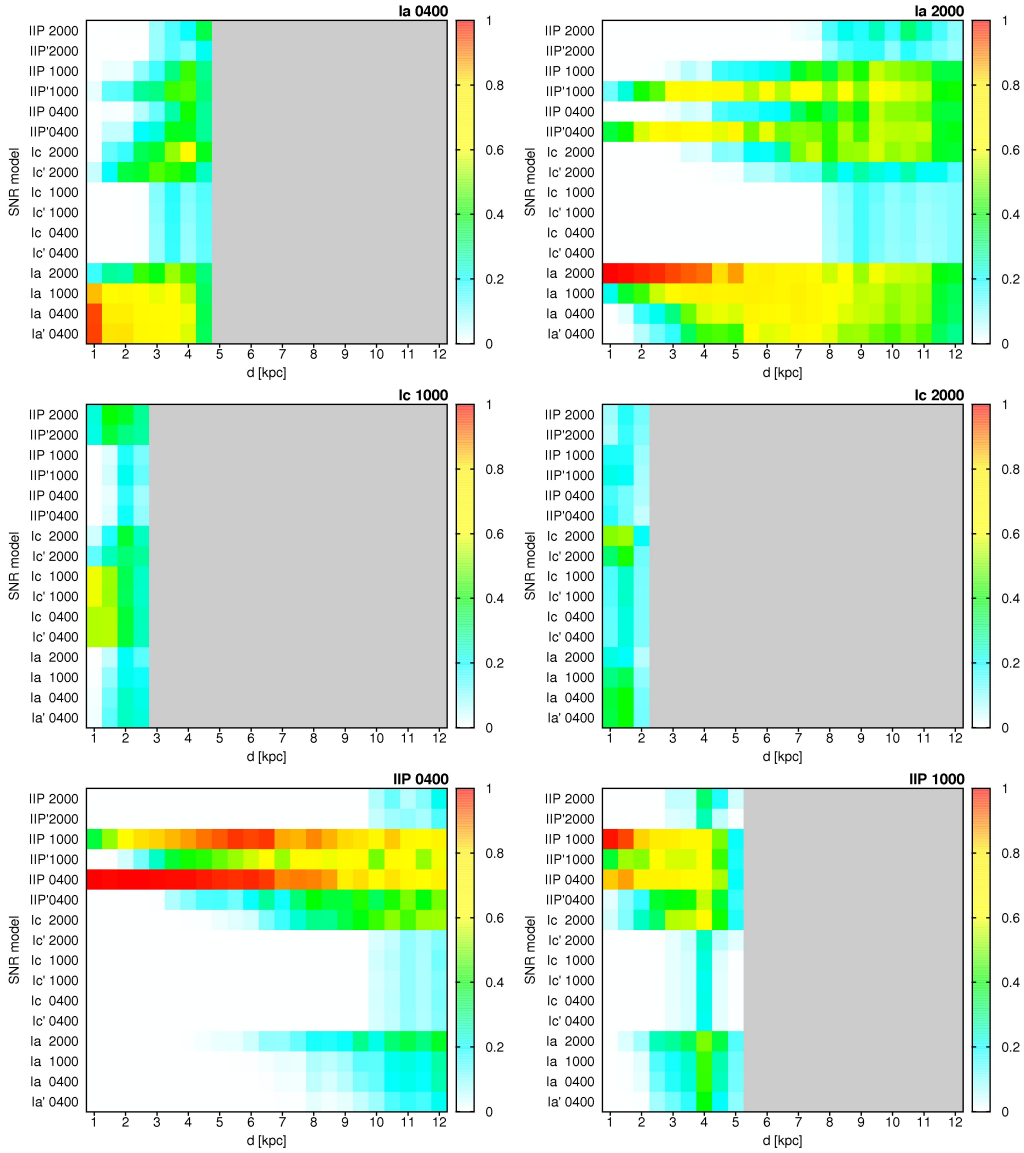 Ia 0400
IIP 2000
IIP'2000
IIP 1000
IIP'1000
IIP 0400
IIP'0400
Ic 2000
Ic' 2000
Ic 1000
Ic' 1000
Ic 0400
Ic' 0400
Ia 2000
Ia 1000
Ia 0400
Ia' 0400
SNR model
1 2 3 4 5 6 7 8 9 10 11 12
d [kpc]
1
0.8
0.6
0.4
0.2
0
Ia 2000
IIP 2000
IIP'2000
IIP 1000
IIP'1000
IIP 0400
IIP'0400
Ic 2000
Ic' 2000
Ic 1000
Ic' 1000
Ic 0400
Ic' 0400
Ia 2000
Ia 1000
Ia 0400
Ia' 0400
SNR model
1 2 3 4 5 6 7 8 9 10 11 12
d [kpc]
1
0.8
0.6
0.4
0.2
0
Ic 1000
IIP 2000
IIP'2000
IIP 1000
IIP'1000
IIP 0400
IIP'0400
Ic 2000
Ic' 2000
Ic 1000
Ic' 1000
Ic 0400
Ic' 0400
Ia 2000
Ia 1000
Ia 0400
Ia' 0400
SNR model
1 2 3 4 5 6 7 8 9 10 11 12
d [kpc]
1
0.8
0.6
0.4
0.2
0
Ic 2000
IIP 2000
IIP'2000
IIP 1000
IIP'1000
IIP 0400
IIP'0400
Ic 2000
Ic' 2000
Ic 1000
Ic' 1000
Ic 0400
Ic' 0400
Ia 2000
Ia 1000
Ia 0400
Ia' 0400
SNR model
1 2 3 4 5 6 7 8 9 10 11 12
d [kpc]
1
0.8
0.6
0.4
0.2
0
IIP 0400
IIP 2000
IIP'2000
IIP 1000
IIP'1000
IIP 0400
IIP'0400
Ic 2000
Ic' 2000
Ic 1000
Ic' 1000
Ic 0400
Ic' 0400
Ia 2000
Ia 1000
Ia 0400
Ia' 0400
SNR model
1 2 3 4 5 6 7 8 9 10 11 12
d [kpc]
1
0.8
0.6
0.4
0.2
0
IIP 1000
IIP 2000
IIP'2000
IIP 1000
IIP'1000
IIP 0400
IIP'0400
Ic 2000
Ic' 2000
Ic 1000
Ic' 1000
Ic 0400
Ic' 0400
Ia 2000
Ia 1000
Ia 0400
Ia' 0400
SNR model
1 2 3 4 5 6 7 8 9 10 11 12
d [kpc]
1
0.8
0.6
0.4
0.2
0